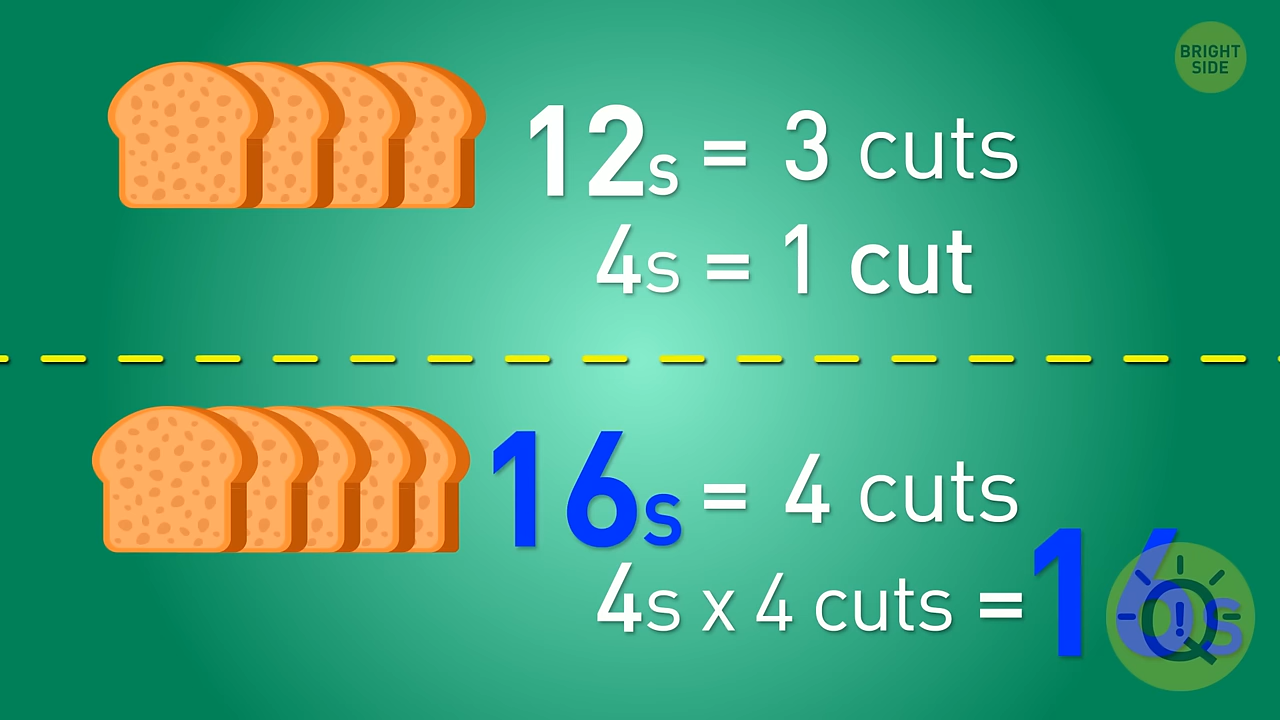 BRIGHT
SIDE
12s = 3 cuts
4s = 1 cut
16s = 4 cuts
4s x 4 cuts = 16s